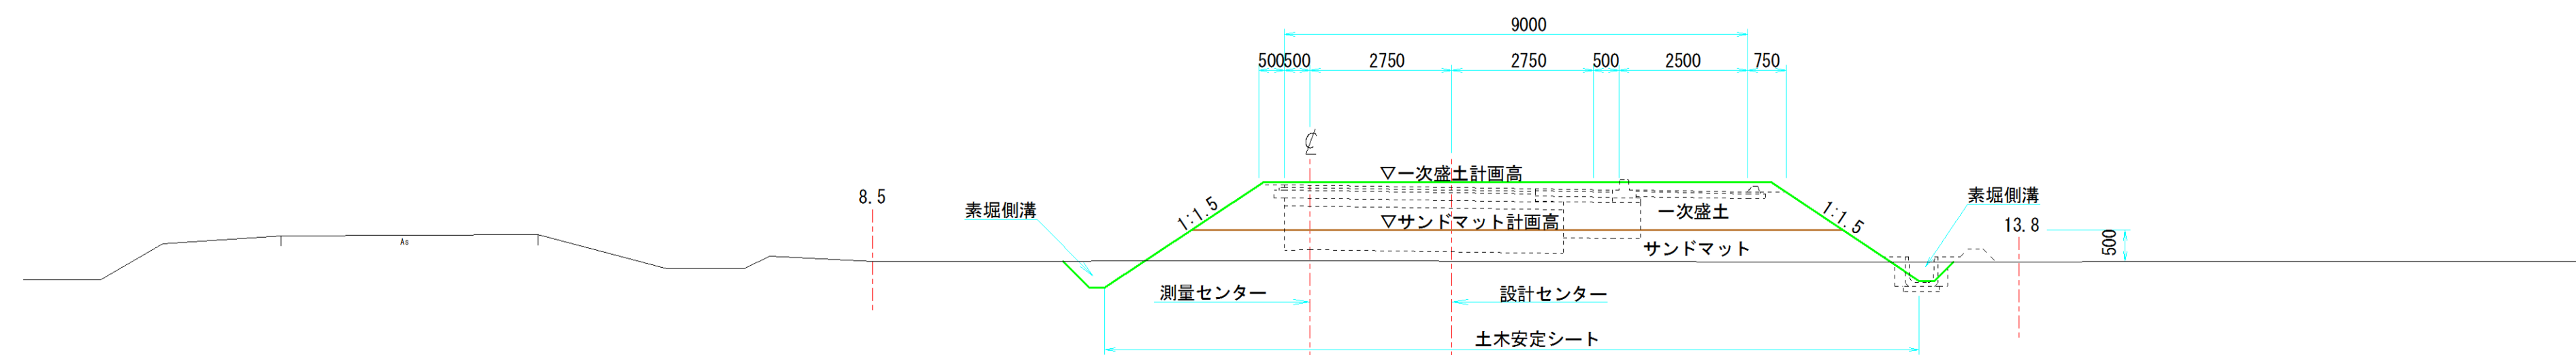 9000
500
500
2750
2750
500
2500
750
℄
▽一次盛土計画高
8.5
素堀側溝
1:1.5
▽サンドマット計画高
一次盛土
1:1.5
素堀側溝
13.8
As
サンドマット
500
測量センター
設計センター
土木安定シート